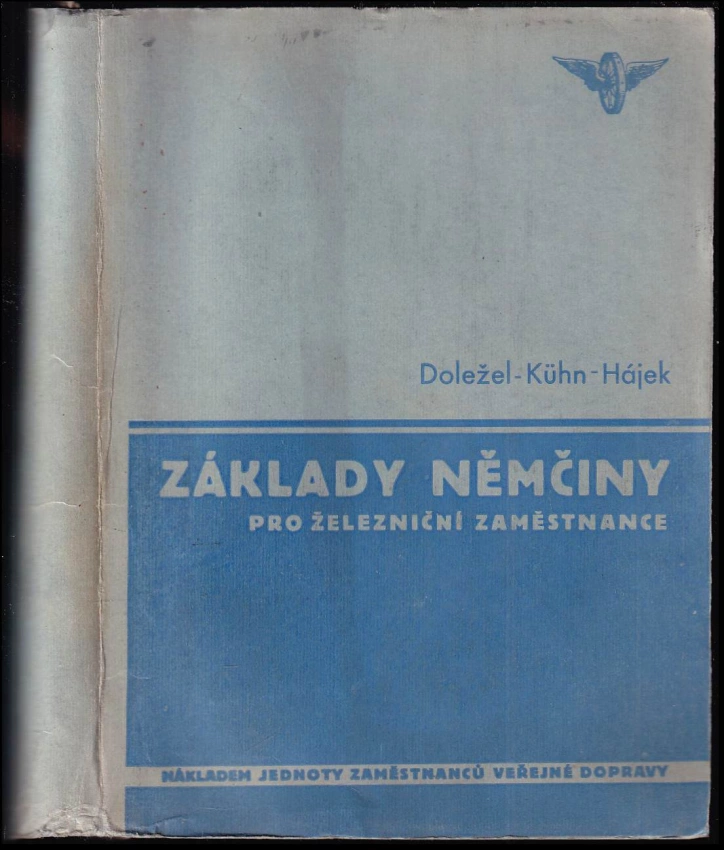 Doležel-Kühn-Hájek
ZÁKLADY NĚMČINY
PRO ŽELEZNIČNÍ ZAMĚSTNANCE
NÁKLADEM JEDNOTY ZAMĚSTNANCŮ VEŘEJNÉ DOPRAVY